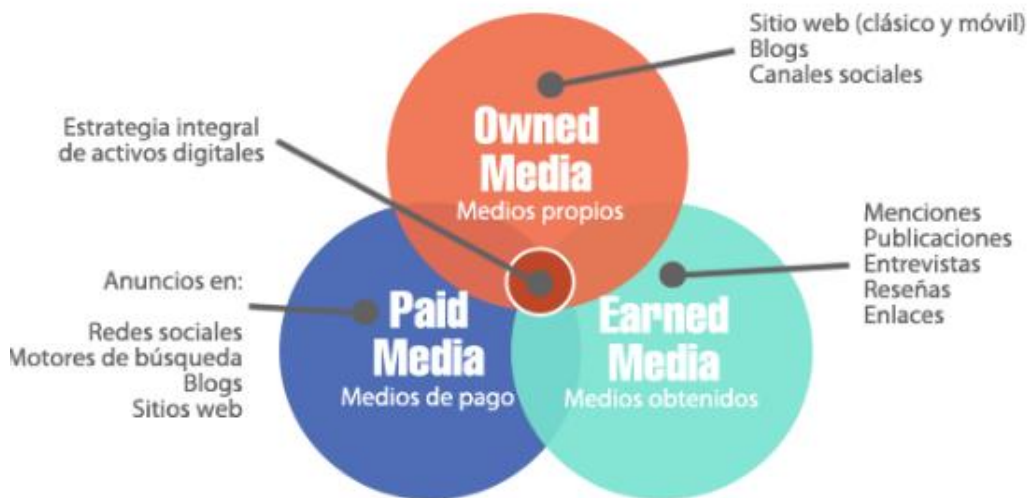 Sitio web (clásico y móvil)
Blogs
Canales sociales
Owned
Media
Medios propios
Estrategia integral
de activos digitales
Menciones
Publicaciones
Entrevistas
Reseñas
Enlaces
Anuncios en:
Redes sociales
Motores de búsqueda
Blogs
Sitios web
Paid
Media
Medios de pago
Earned
Media
Medios obtenidos